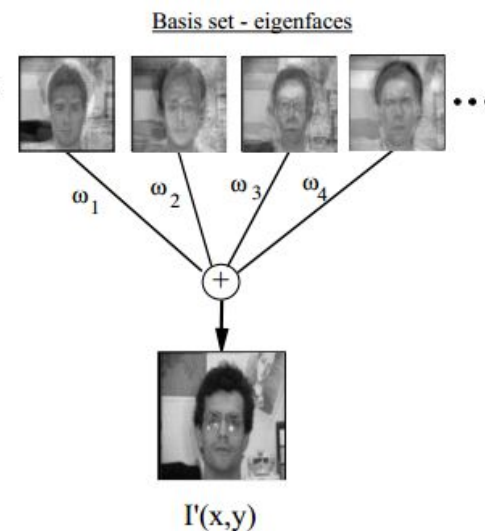 Basis set - eigenfaces
...
ω1 ω2 ω3 ω4
+
I'(x,y)